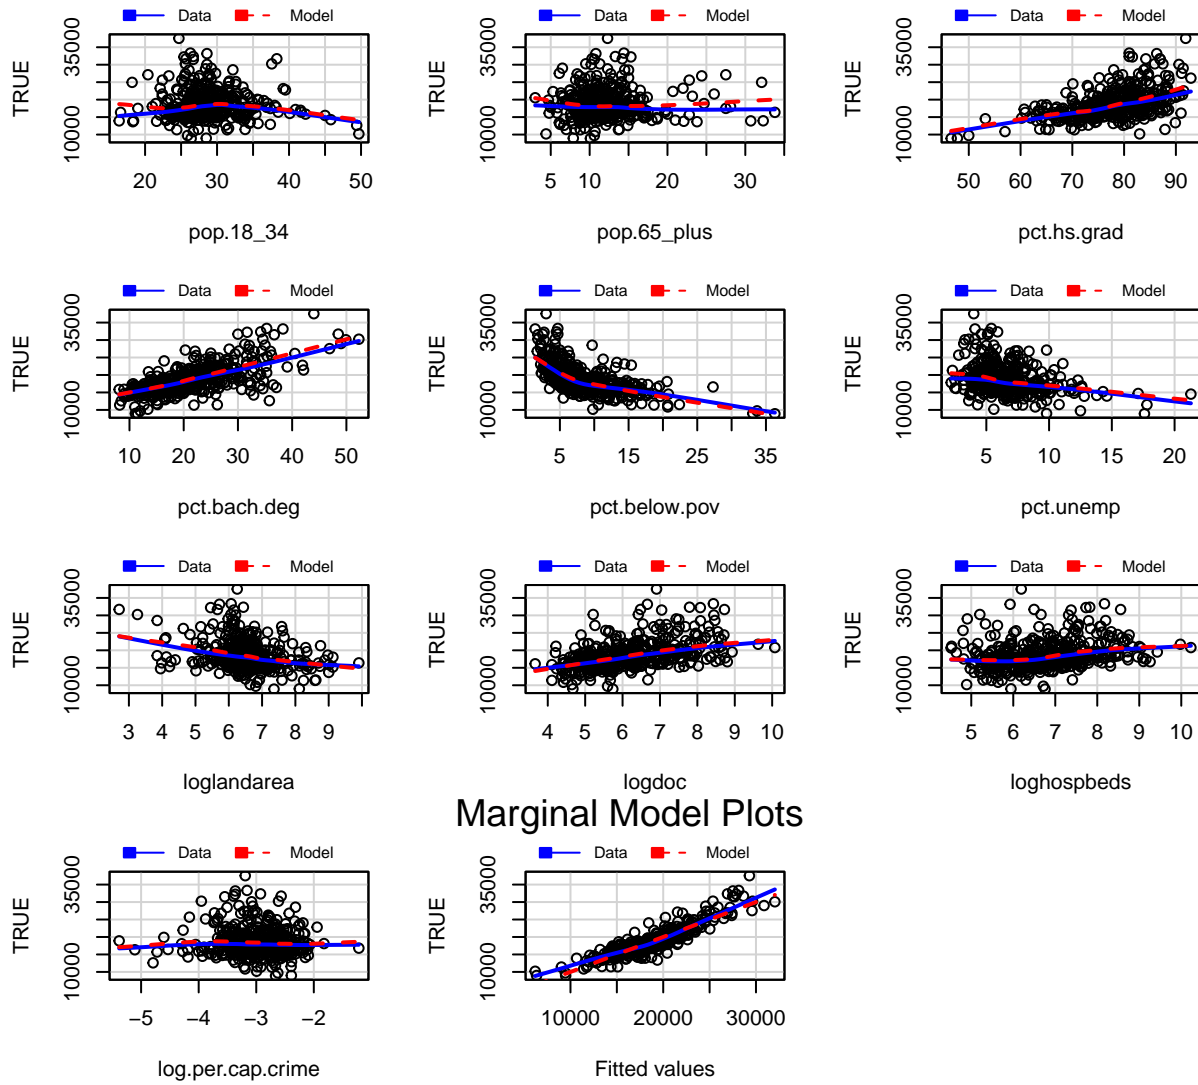 Data Model Data Model Data Model
TRUE 10000 35000 TRUE 10000 35000 TRUE 10000 35000
20 30 40 50 5 10 20 30 50 60 70 80 90
pop.18_34 pop.65_plus pct.hs.grad
Data Model Data Model Data Model
TRUE 10000 35000 TRUE 10000 35000 TRUE 10000 35000
10 20 30 40 50 5 15 25 35 5 10 15 20
pct.bach.deg pct.below.pov pct.unemp
Data Model Data Model Data Model
TRUE 10000 35000 TRUE 10000 35000 TRUE 10000 35000
3 4 5 6 7 8 9 4 5 6 7 8 9 10 5 6 7 8 9 10
loglandarea logdoc loghospbeds
Marginal Model Plots
Data Model Data Model
TRUE 10000 35000 TRUE 10000 35000
−5 −4 −3 −2 10000 20000 30000
log.per.cap.crime Fitted values